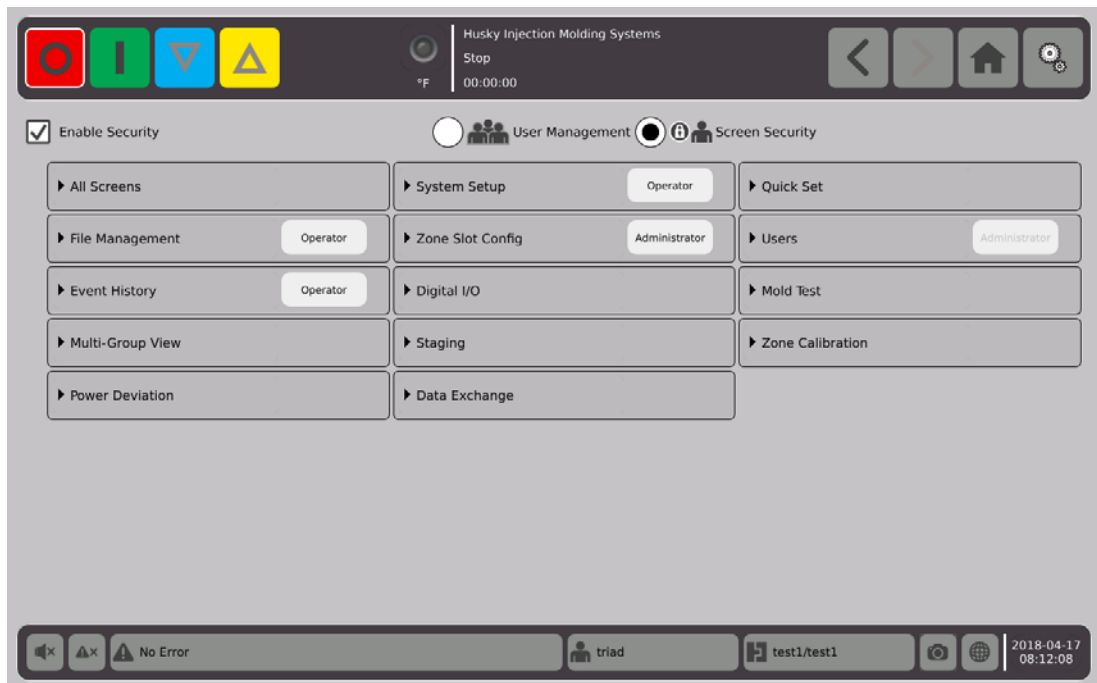 Husky Injection Molding Systems
Stop
°F 00:00:00
Enable Security User Management Screen Security
All Screens System Setup Operator Quick Set
File Management Operator Zone Slot Config Administrator Users Administrator
Event History Operator Digital I/O Mold Test
Multi-Group View Staging Zone Calibration
Power Deviation Data Exchange
No Error triad test1/test1 2018-04-17
08:12:08